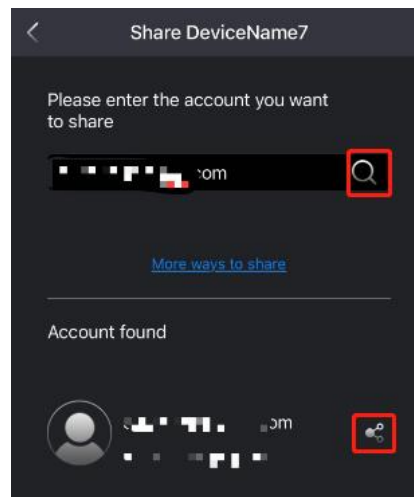 Share DeviceName7
Please enter the account you want
to share
com
More ways to share
Account found
om